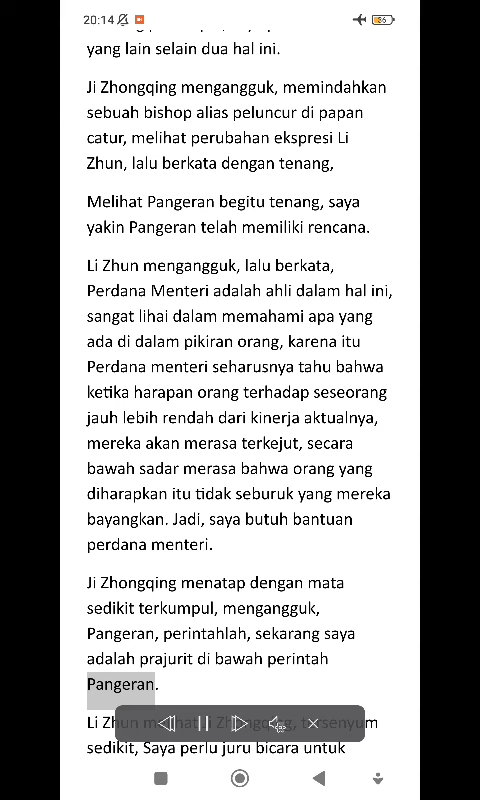 20:14
36
yang lain selain dua hal ini.
Ji Zhongqing mengangguk, memindahkan
sebuah bishop alias peluncur di papan
catur, melihat perubahan ekspresi Li
Zhun, lalu berkata dengan tenang,
Melihat Pangeran begitu tenang, saya
yakin Pangeran telah memiliki rencana.
Li Zhun mengangguk, lalu berkata,
Perdana Menteri adalah ahli dalam hal ini,
sangat lihai dalam memahami apa yang
ada di dalam pikiran orang, karena itu
Perdana menteri seharusnya tahu bahwa
ketika harapan orang terhadap seseorang
jauh lebih rendah dari kinerja aktualnya,
mereka akan merasa terkejut, secara
bawah sadar merasa bahwa orang yang
diharapkan itu tidak seburuk yang mereka
bayangkan. Jadi, saya butuh bantuan
perdana menteri.
Ji Zhongqing menatap dengan mata
sedikit terkumpul, mengangguk,
Pangeran, perintahlah, sekarang saya
adalah prajurit di bawah perintah
Pangeran.
Li Zhun melihat Ji Zhongqing, tersenyum
sedikit, Saya perlu juru bicara untuk